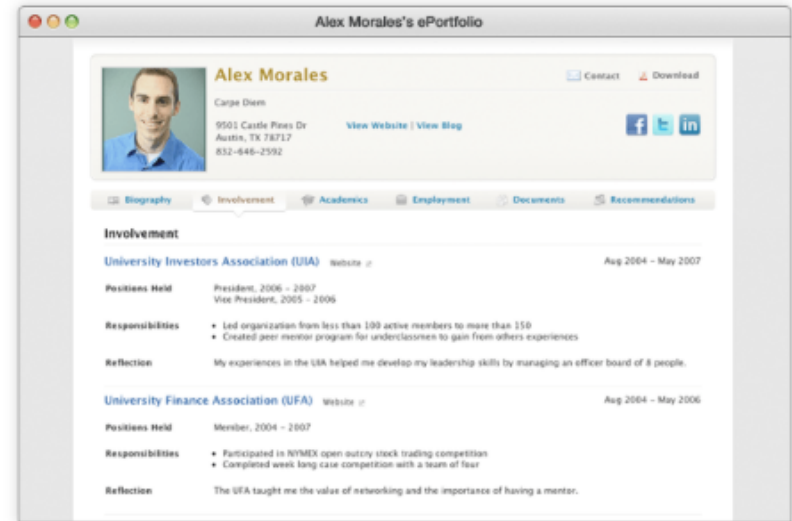 Alex Morales's ePortfolio
Alex Morales
Contact
Download
Carpe Diem
9501 Castle Pines Dr
View Website | View Blog
Austin, TX 78717
832-646-2592
Biography
Involvement
Academics
Employment
Documents
Recommendations
Involvement
University Investors Association (UIA) Website
Aug 2004 - May 2007
Positions Held
President, 2006 - 2007
Vice President, 2005 - 2006
Responsibilities
• Led organization from less than 100 active members to more than 150
• Created peer mentor program for underclassmen to gain from others experiences
Reflection
My experiences in the UIA helped me develop my leadership skills by managing an officer board of 8 people.
University Finance Association (UFA) Website
Aug 2004 - May 2006
Positions Held
Member, 2004 - 2007
Responsibilities
• Participated in NYMEX open outcry stock trading competition
• Completed week long case competition with a team of four
Reflection
The UFA taught me the value of networking and the importance of having a mentor.